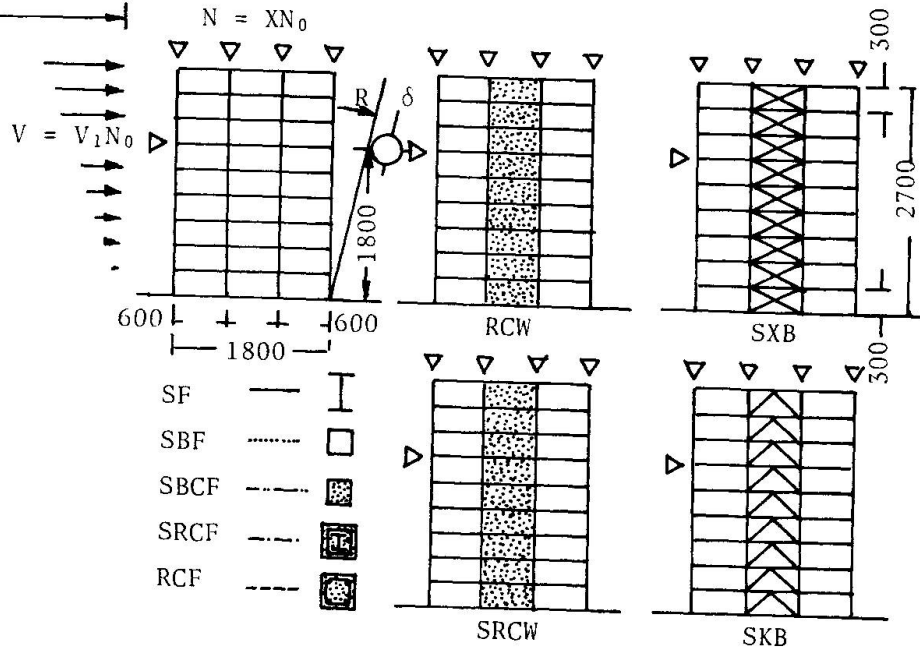 N = XN₀
300
R
δ
V = V₁N₀
1800
2700
600
600
1800
RCW
SXB
300
SF
SBF
SBCF
SRCF
RCF
SRCW
SKB